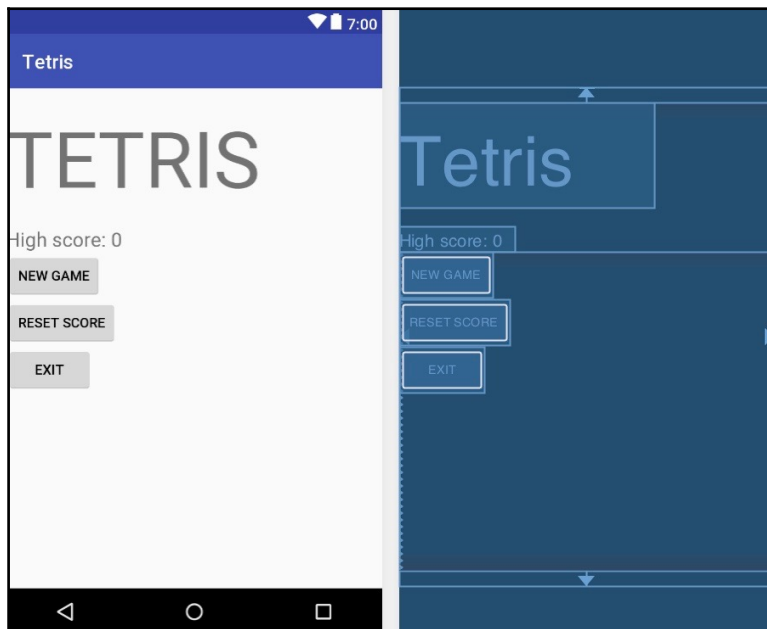 7:00
Tetris
TETRIS
High score: 0
NEW GAME
RESET SCORE
EXIT
Tetris
High score: 0
NEW GAME
RESET SCORE
EXIT